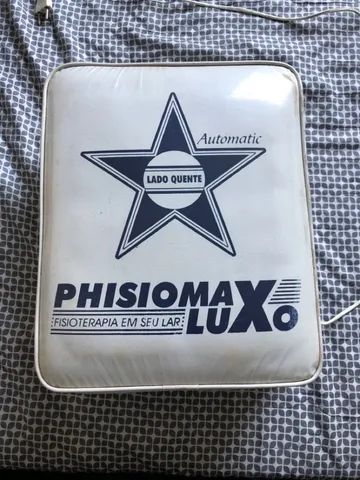 Automatic
LADO QUENTE
PHISIOMAX
FISIOTERAPIA EM SEU LAR
LUXO